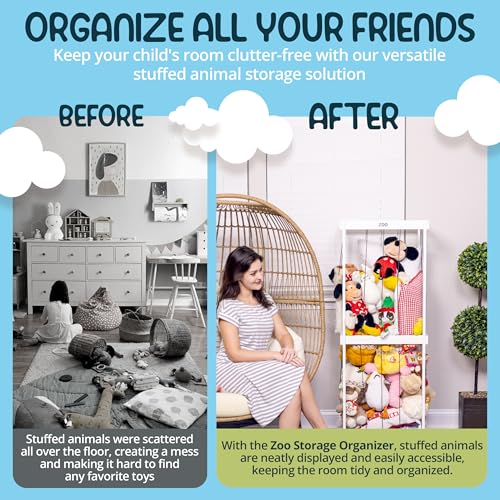 ORGANIZE ALL YOUR FRIENDS
Keep your child's room clutter-free with our versatile
stuffed animal storage solution
BEFORE
AFTER
ZOO
Stuffed animals were scattered
all over the floor, creating a mess
and making it hard to find
any favorite toys
With the Zoo Storage Organizer, stuffed animals
are neatly displayed and easily accessible,
keeping the room tidy and organized.